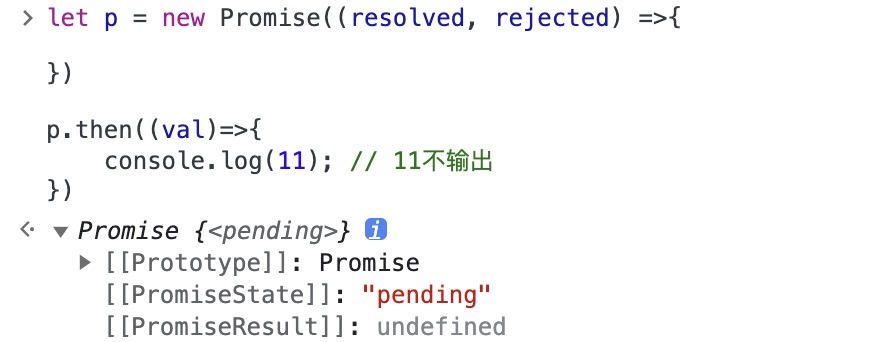 let p = new Promise((resolved, rejected) =>{
})
p.then((val)=>{
console.log(11); // 11不输出
})
Promise {<pending>} i
[[Prototype]]: Promise
[[PromiseState]]: "pending"
[[PromiseResult]]: undefined